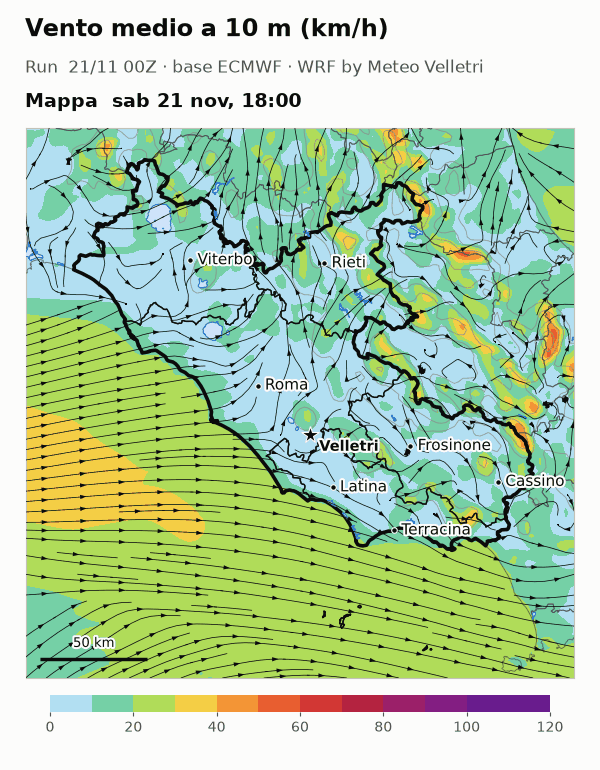 Vento medio a 10 m (km/h)
Run 21/11 00Z · base ECMWF · WRF by Meteo Velletri
Mappa sab 21 nov, 18:00
Viterbo
Rieti
Roma
Velletri
Frosinone
Latina
Cassino
Terracina
50 km
0 20 40 60 80 100 120